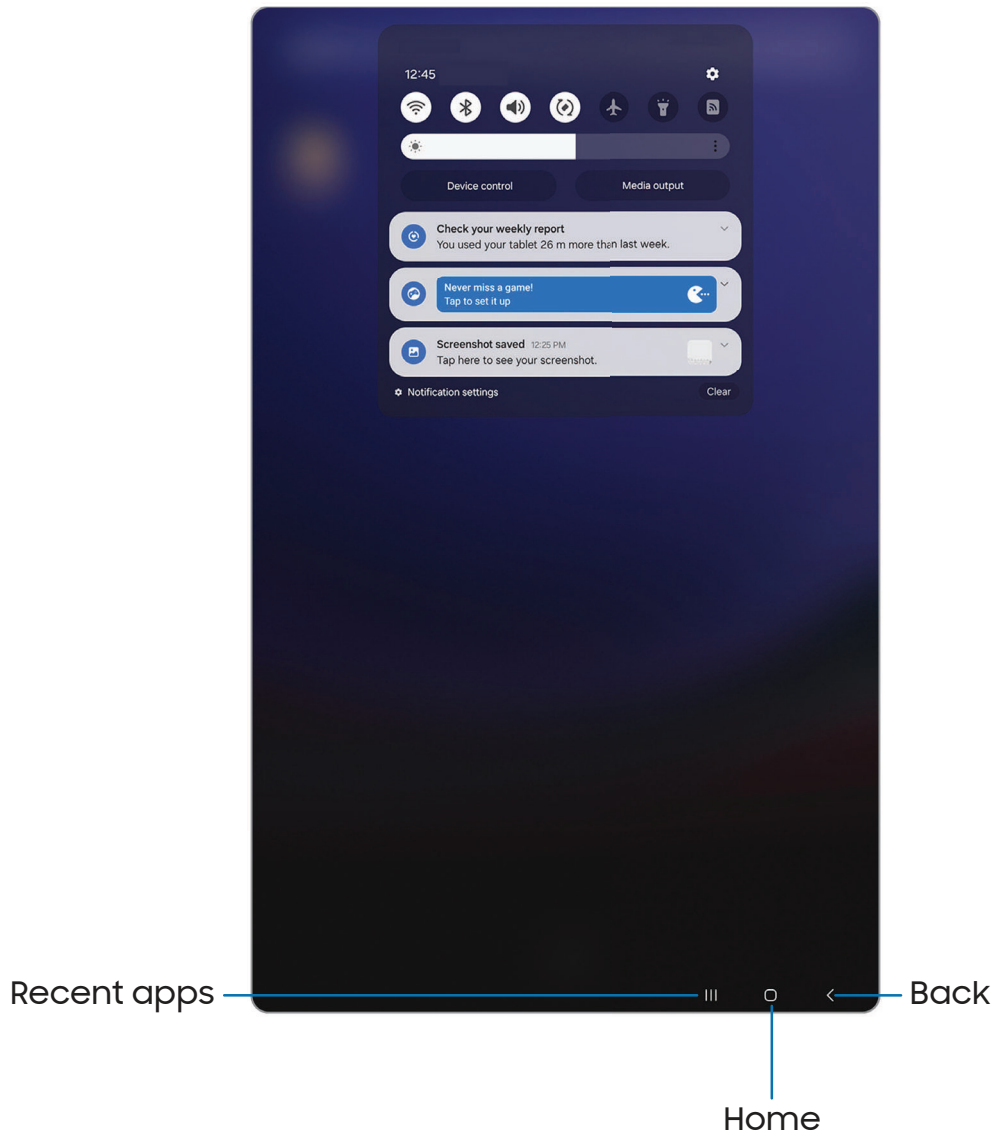 12:45
Device control
Media output
Check your weekly report
You used your tablet 26 m more than last week.
Never miss a game!
Tap to set it up
Screenshot saved 12:25 PM
Tap here to see your screenshot.
Notification settings
Clear
Recent apps
Back
Home